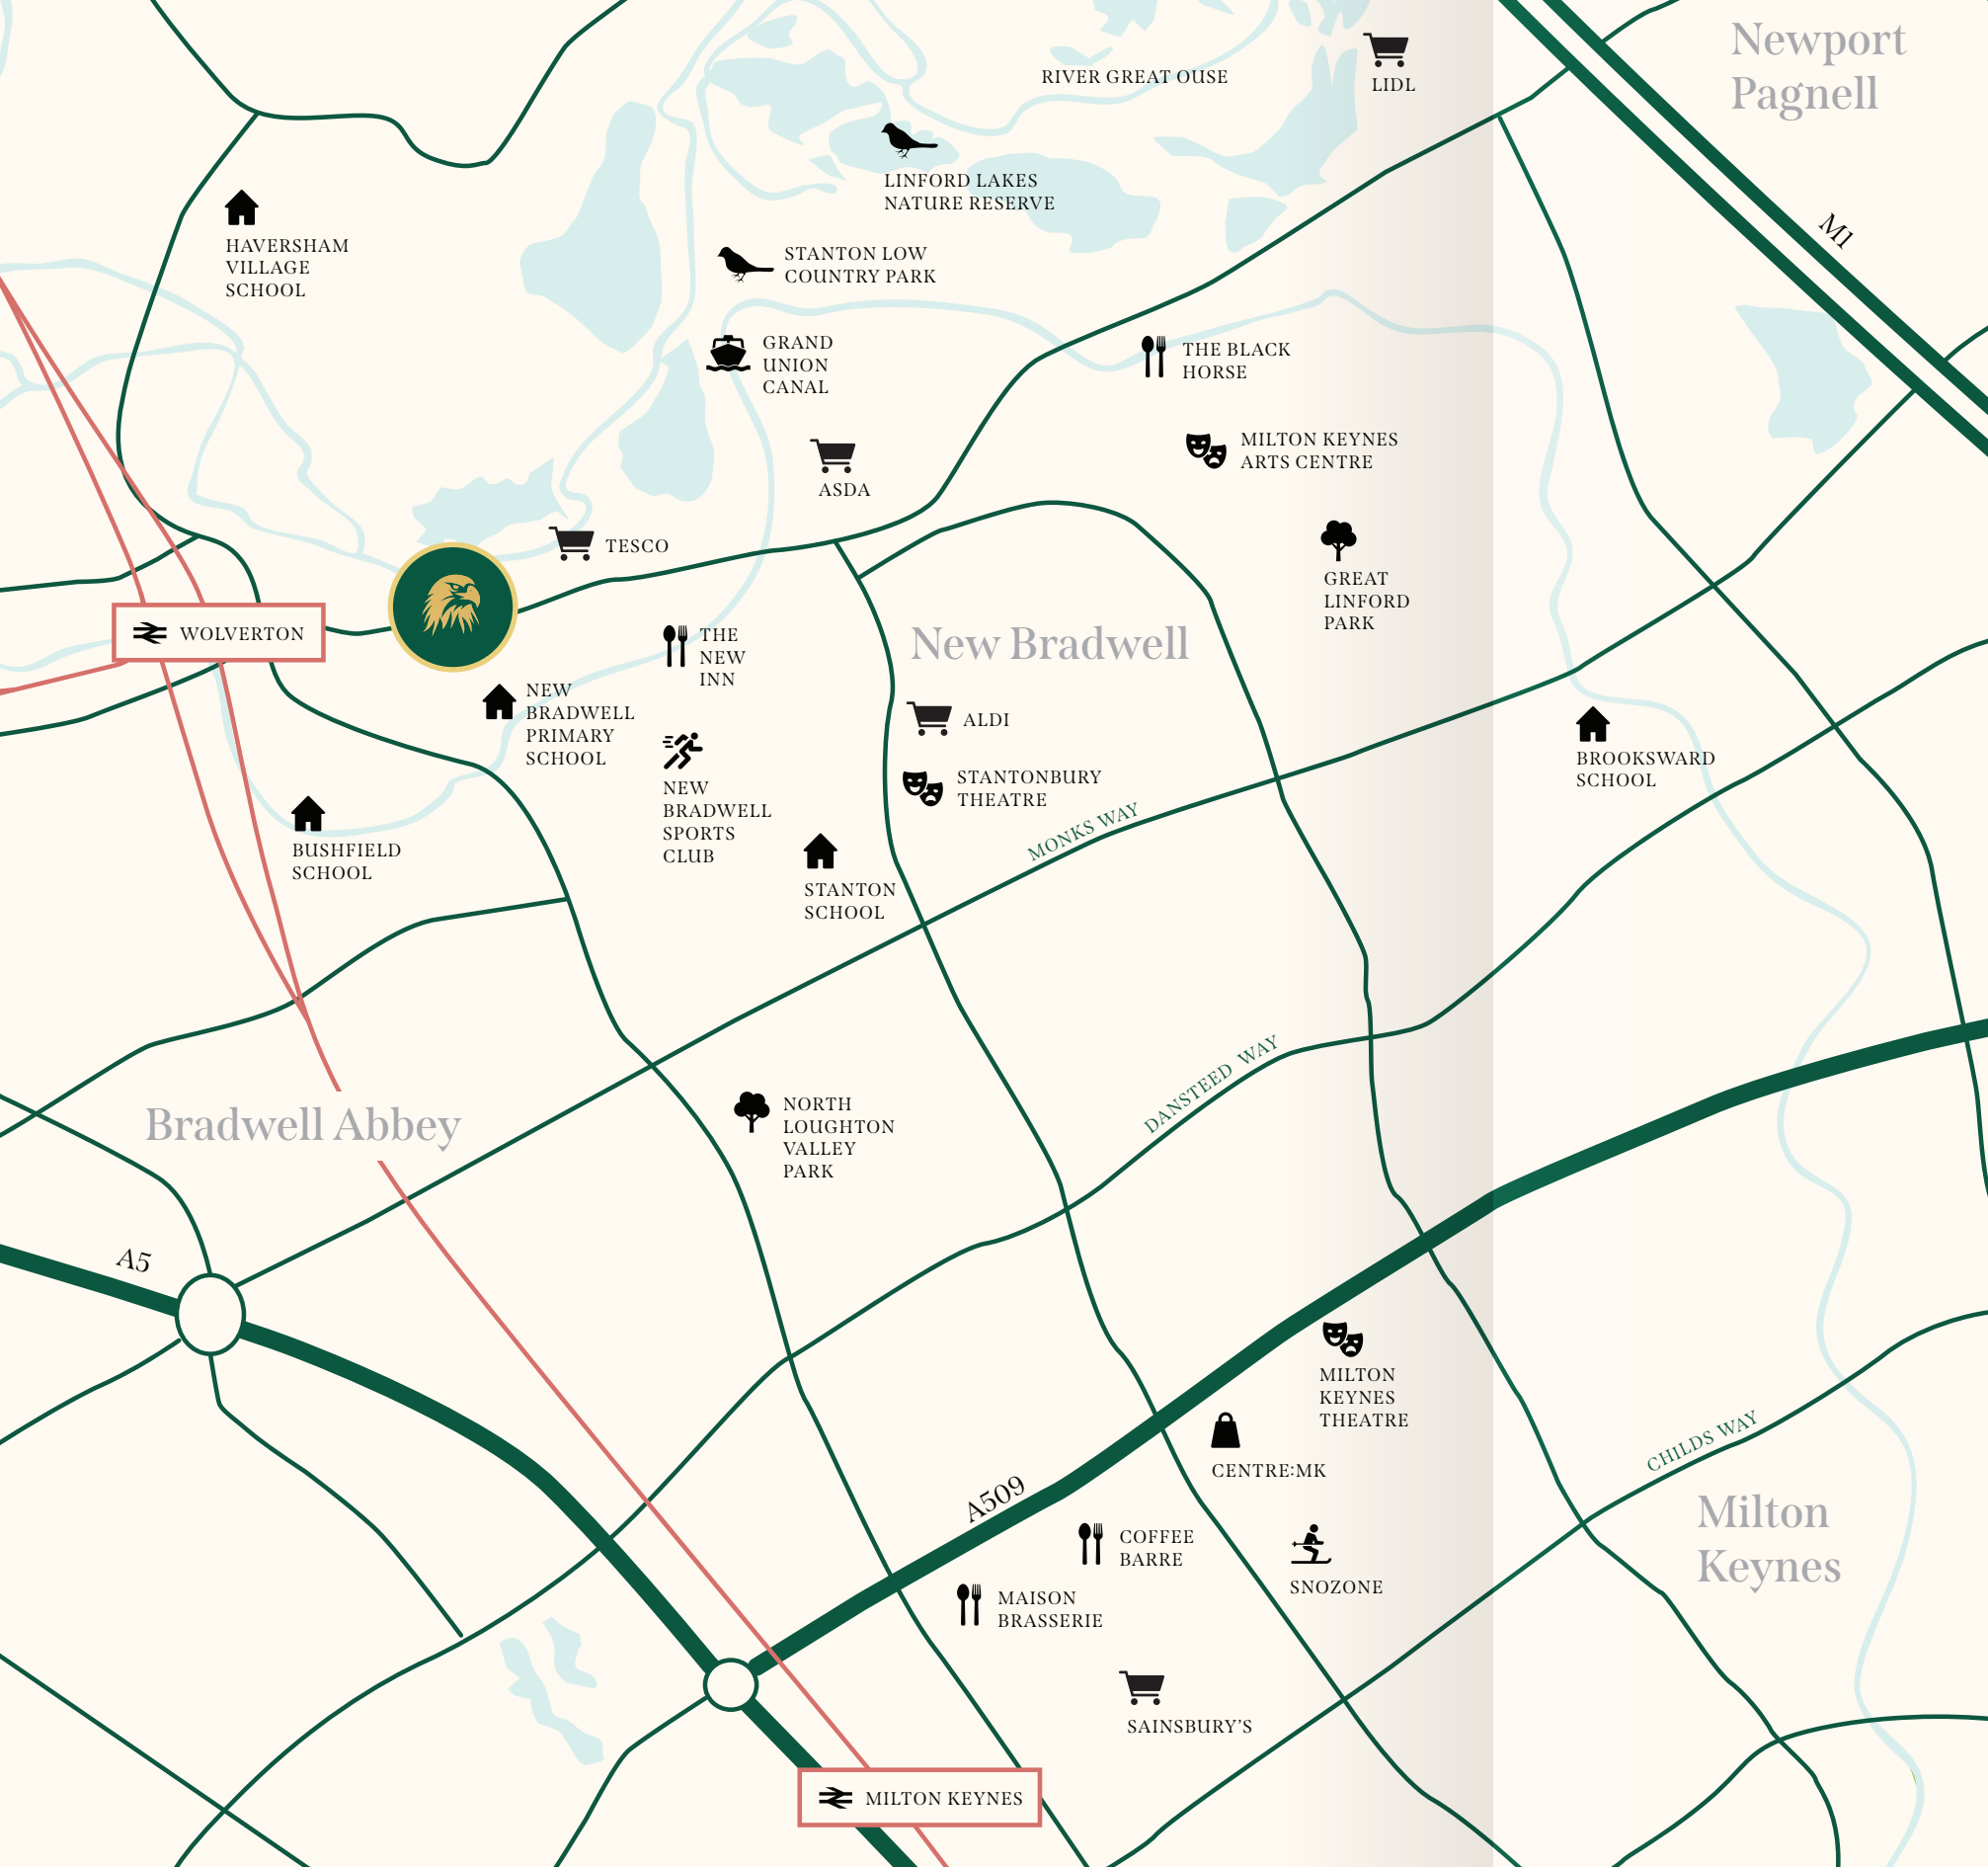 Newport
Pagnell
LIDL
RIVER GREAT OUSE
LINFORD LAKES
NATURE RESERVE
M1
HAVERSHAM
VILLAGE
SCHOOL
STANTON LOW
COUNTRY PARK
GRAND
UNION
CANAL
THE BLACK
HORSE
MILTON KEYNES
ARTS CENTRE
ASDA
TESCO
GREAT
LINFORD
PARK
WOLVERTON
THE
NEW
INN
New Bradwell
NEW
BRADWELL
PRIMARY
SCHOOL
ALDI
BROOKSWARD
SCHOOL
STANTONBURY
THEATRE
NEW
BRADWELL
SPORTS
CLUB
MONKS WAY
BUSHFIELD
SCHOOL
STANTON
SCHOOL
DANSTEED WAY
Bradwell Abbey
NORTH
LOUGHTON
VALLEY
PARK
A5
MILTON
KEYNES
THEATRE
CENTRE:MK
CHILDS WAY
A509
Milton
Keynes
COFFEE
BARRE
SNOZONE
MAISON
BRASSERIE
SAINSBURY'S
MILTON KEYNES